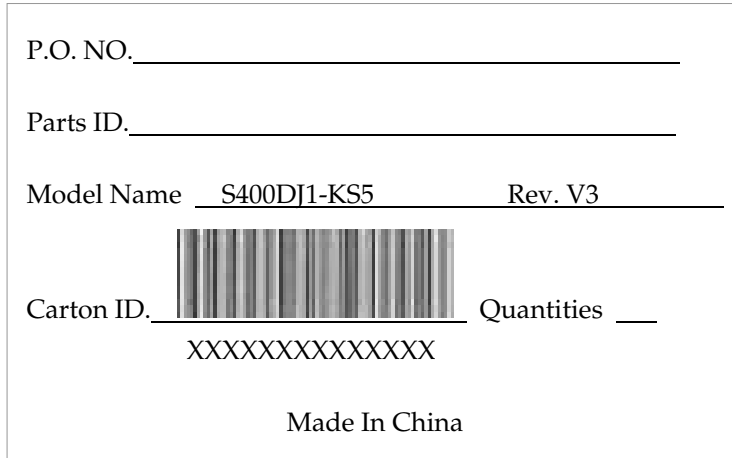 P.O. NO.
Parts ID.
Model Name S400DJ1-KS5 Rev. V3
Carton ID. Quantities
XXXXXXXXXXXXXX
Made In China